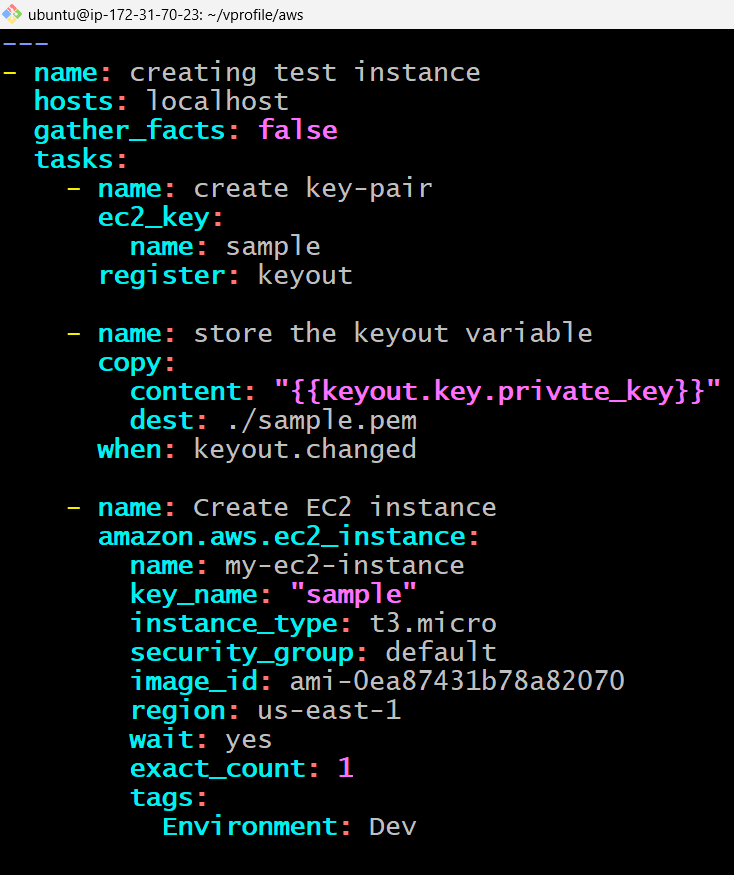 ubuntu@ip-172-31-70-23: ~/vprofile/aws
---
- name: creating test instance
  hosts: localhost
  gather_facts: false
  tasks:
    - name: create key-pair
      ec2_key:
        name: sample
      register: keyout

    - name: store the keyout variable
      copy:
        content: "{{keyout.key.private_key}}"
        dest: ./sample.pem
      when: keyout.changed

    - name: Create EC2 instance
      amazon.aws.ec2_instance:
        name: my-ec2-instance
        key_name: "sample"
        instance_type: t3.micro
        security_group: default
        image_id: ami-0ea87431b78a82070
        region: us-east-1
        wait: yes
        exact_count: 1
        tags:
          Environment: Dev